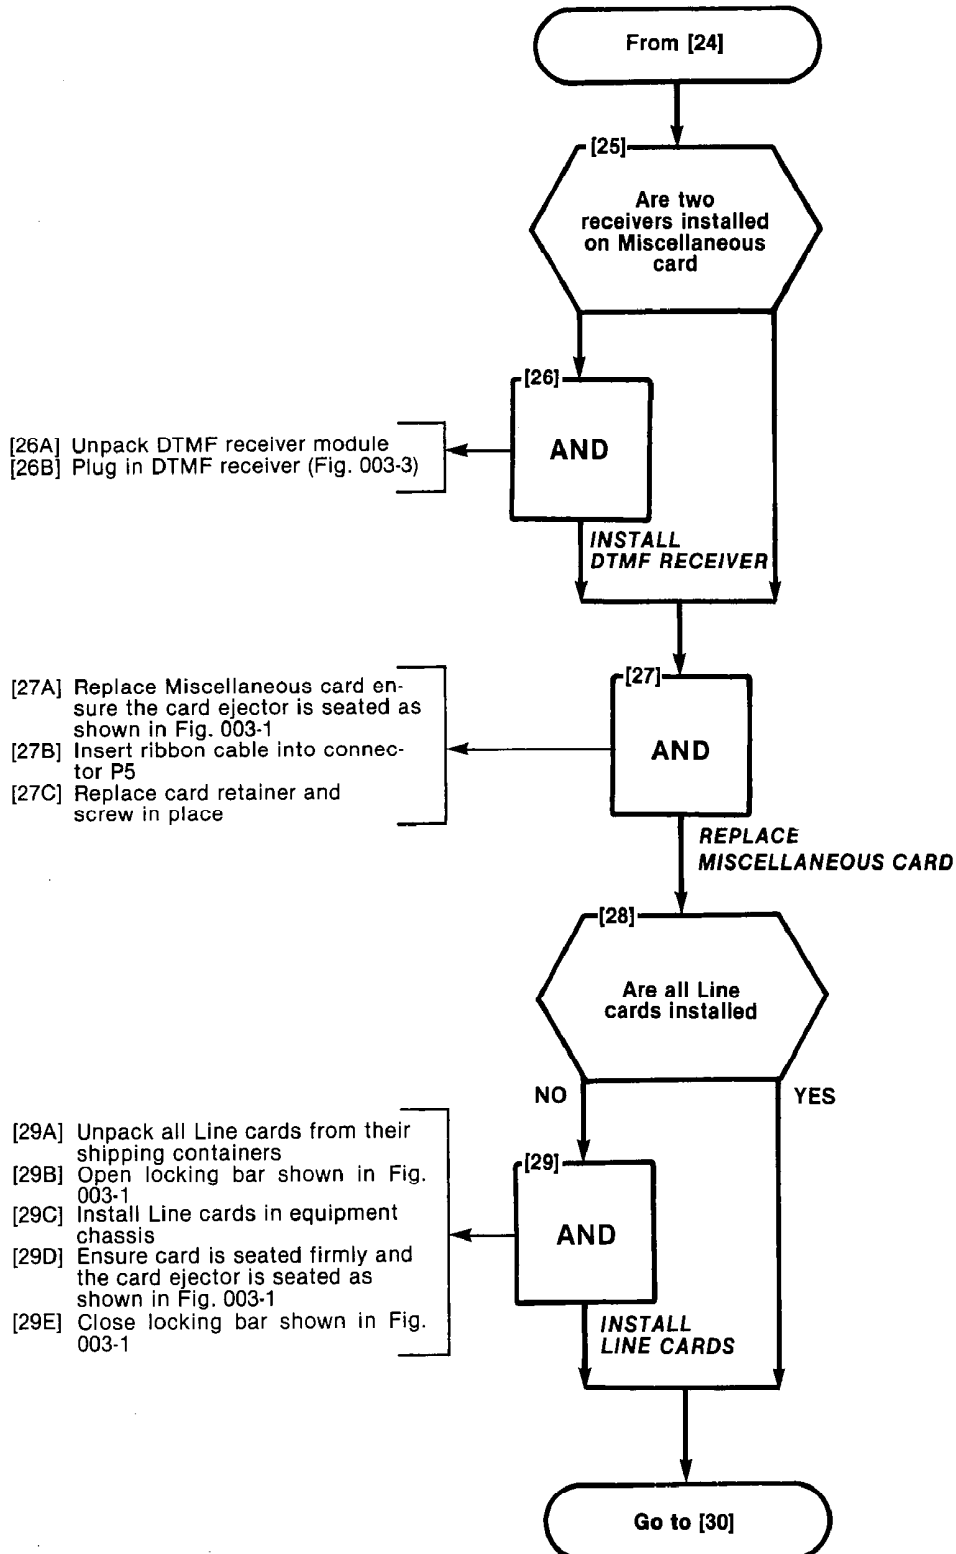 From [24]
[25]
Are two
receivers installed
on Miscellaneous
card
[26]
AND
[26A] Unpack DTMF receiver module
[26B] Plug in DTMF receiver (Fig. 003-3)
INSTALL
DTMF RECEIVER
[27]
AND
[27A] Replace Miscellaneous card en-
sure the card ejector is seated as
shown in Fig. 003-1
[27B] Insert ribbon cable into connec-
tor P5
[27C] Replace card retainer and
screw in place
REPLACE
MISCELLANEOUS CARD
[28]
Are all Line
cards installed
NO
YES
[29]
AND
[29A] Unpack all Line cards from their
shipping containers
[29B] Open locking bar shown in Fig.
003-1
[29C] Install Line cards in equipment
chassis
[29D] Ensure card is seated firmly and
the card ejector is seated as
shown in Fig. 003-1
[29E] Close locking bar shown in Fig.
003-1
INSTALL
LINE CARDS
Go to [30]